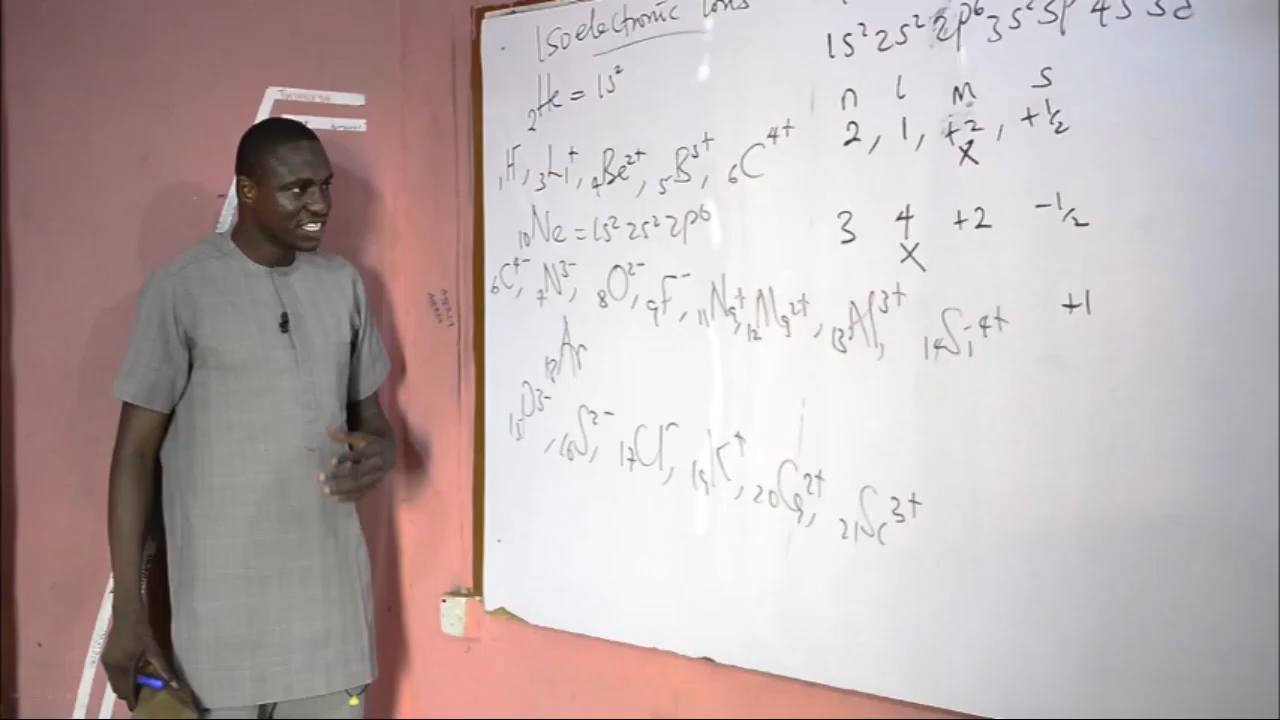 Isoelectronic Ions
₂He = 1s²
₁H⁻, ₃Li⁺, ₄Be²⁺, ₅B³⁺, ₆C⁴⁺
₁₀Ne = 1s² 2s² 2p⁶
₆C⁴⁻, ₇N³⁻, ₈O²⁻, ₉F⁻, ₁₁Na⁺, ₁₂Mg²⁺, ₁₃Al³⁺, ₁₄Si⁴⁺
₁₈Ar
₁₅P³⁻, ₁₆S²⁻, ₁₇Cl⁻, ₁₉K⁺, ₂₀Ca²⁺, ₂₁Sc³⁺
1s² 2s² 2p⁶ 3s² 3p 4s 3d
n l m s
2, 1, +2, +1/2
X
3 4 +2 -1/2
X
+1